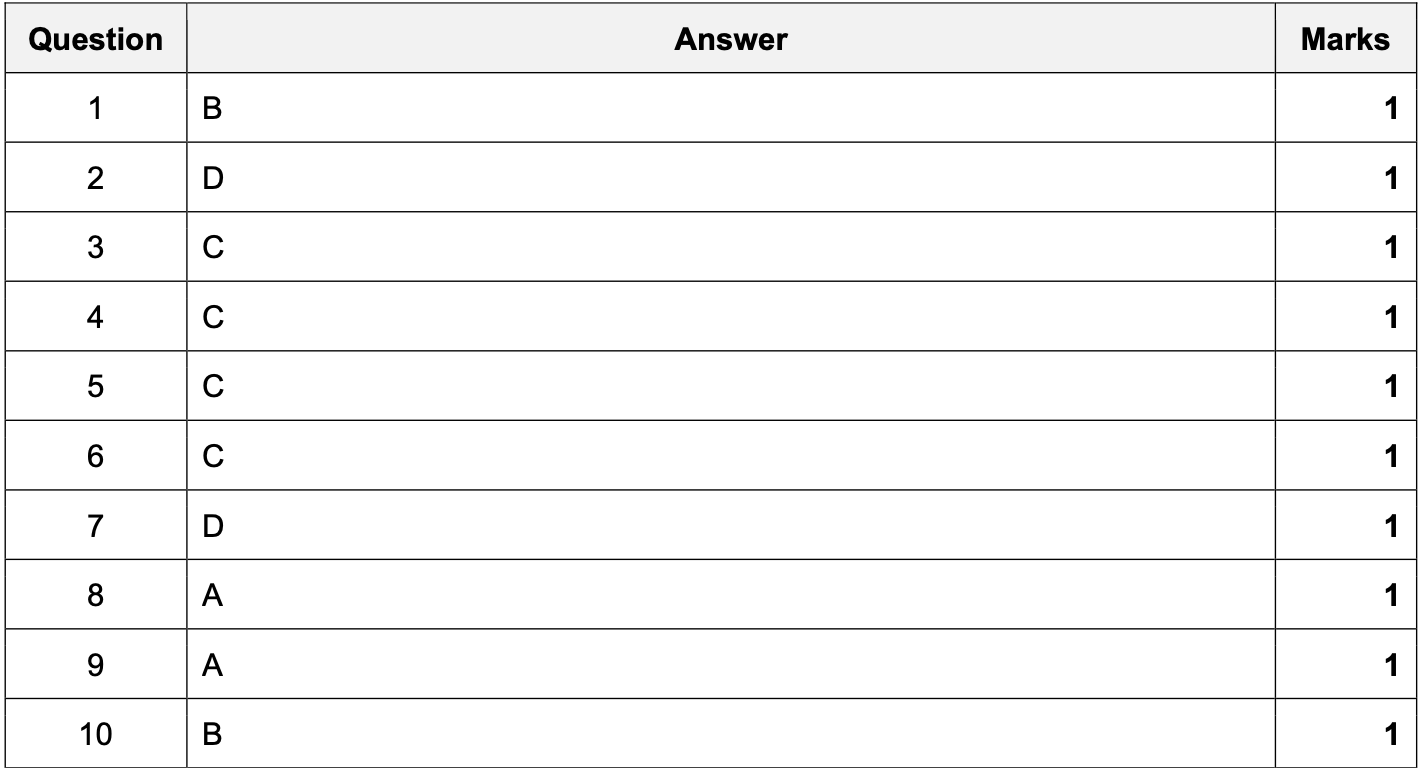 Question Answer Marks
1 B 1
2 D 1
3 C 1
4 C 1
5 C 1
6 C 1
7 D 1
8 A 1
9 A 1
10 B 1